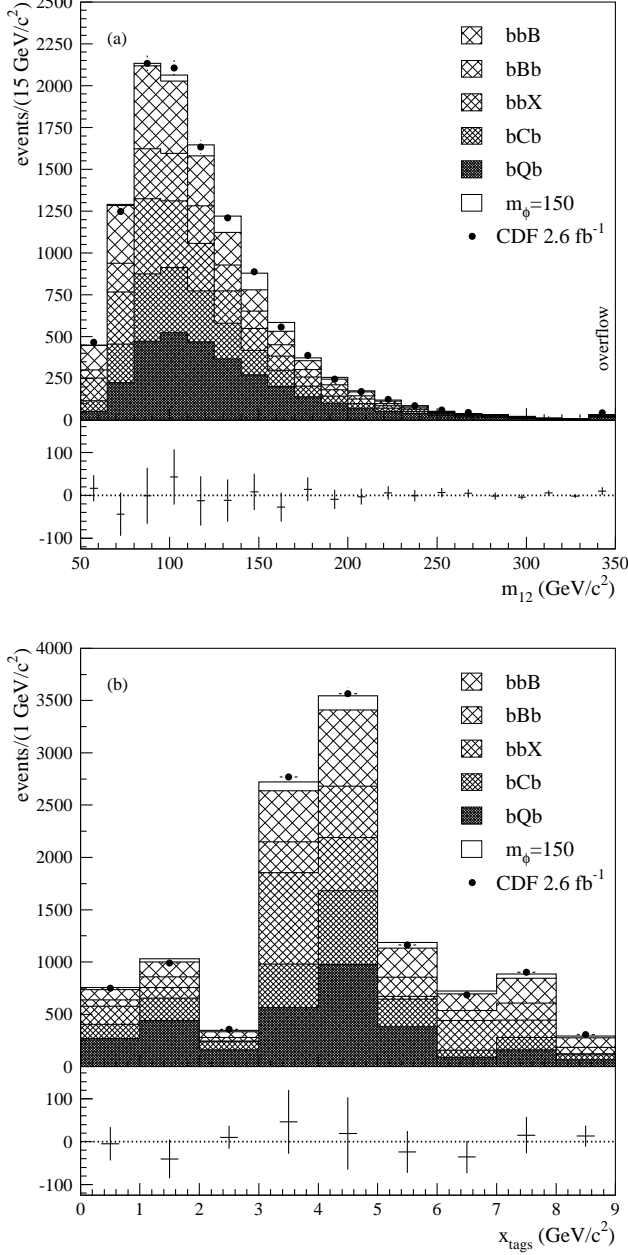 (a)
events/(15 GeV/c²)
2500
2250
2000
1750
1500
1250
1000
750
500
250
0
bbB
bBb
bbX
bCb
bQb
mφ=150
CDF 2.6 fb⁻¹
overflow
100
0
-100
50 100 150 200 250 300 350
m₁₂ (GeV/c²)
(b)
events/(1 GeV/c²)
4000
3500
3000
2500
2000
1500
1000
500
0
bbB
bBb
bbX
bCb
bQb
mφ=150
CDF 2.6 fb⁻¹
100
0
-100
0 1 2 3 4 5 6 7 8 9
x_tags (GeV/c²)